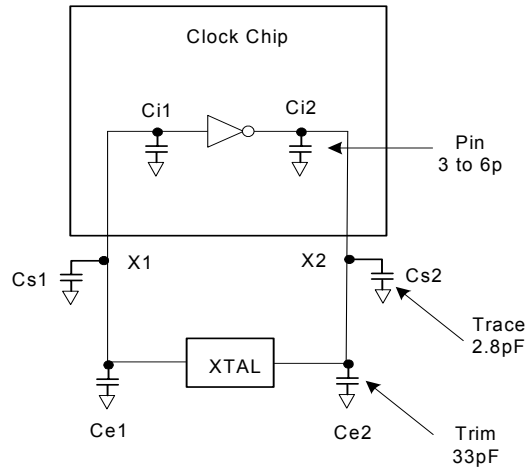 Clock Chip
Ci1
Ci2
Pin
3 to 6p
X1
X2
Cs1
Cs2
Trace
2.8pF
XTAL
Ce1
Ce2
Trim
33pF